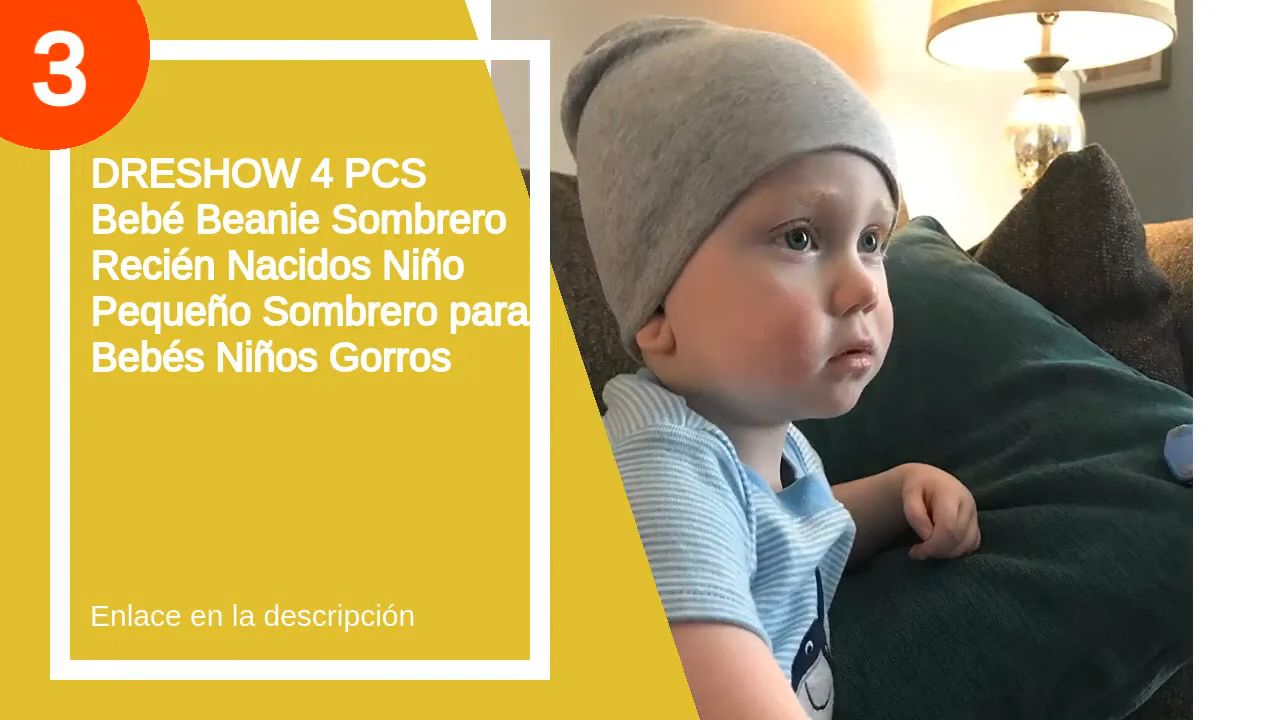 3
DRESHOW 4 PCS
Bebé Beanie Sombrero
Recién Nacidos Niño
Pequeño Sombrero para
Bebés Niños Gorros
Enlace en la descripción